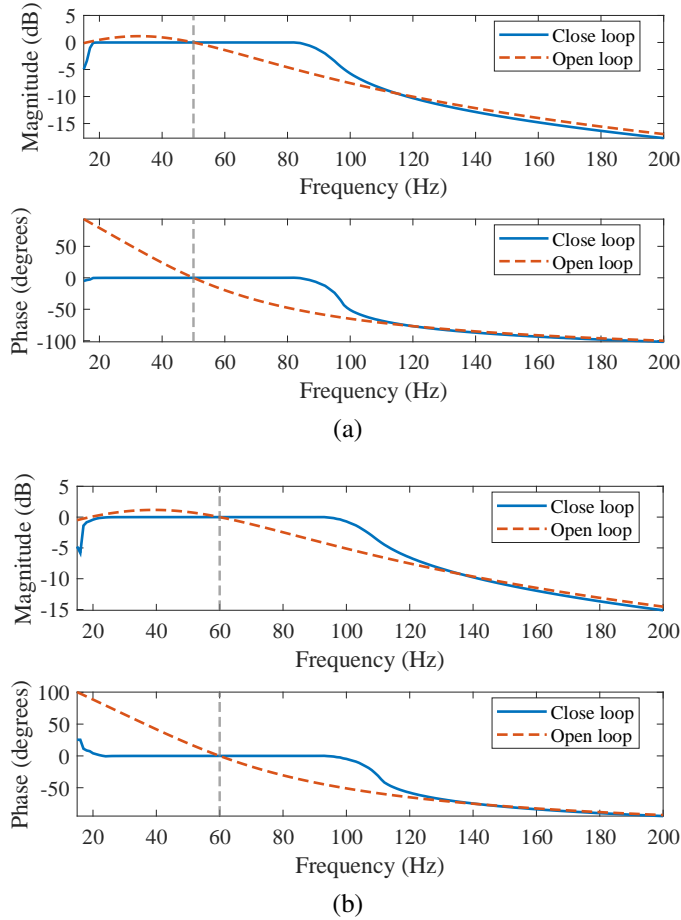 5
0
-5
-10
-15
Magnitude (dB)
Close loop
Open loop
20 40 60 80 100 120 140 160 180 200
Frequency (Hz)
50
0
-50
-100
Phase (degrees)
Close loop
Open loop
20 40 60 80 100 120 140 160 180 200
Frequency (Hz)
(a)
5
0
-5
-10
-15
Magnitude (dB)
Close loop
Open loop
20 40 60 80 100 120 140 160 180 200
Frequency (Hz)
100
50
0
-50
Phase (degrees)
Close loop
Open loop
20 40 60 80 100 120 140 160 180 200
Frequency (Hz)
(b)